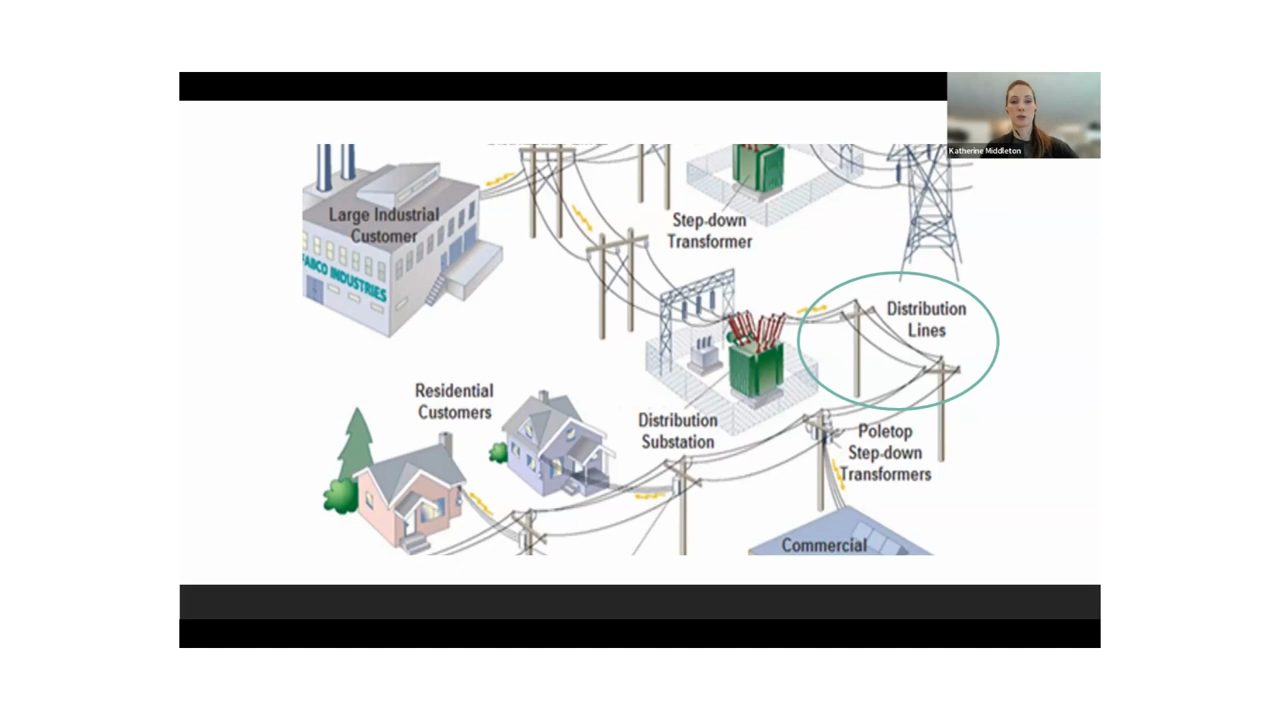 Katherine Middleton
Large Industrial
Customer
FABCO INDUSTRIES
Step-down
Transformer
Distribution
Lines
Residential
Customers
Distribution
Substation
Poletop
Step-down
Transformers
Commercial